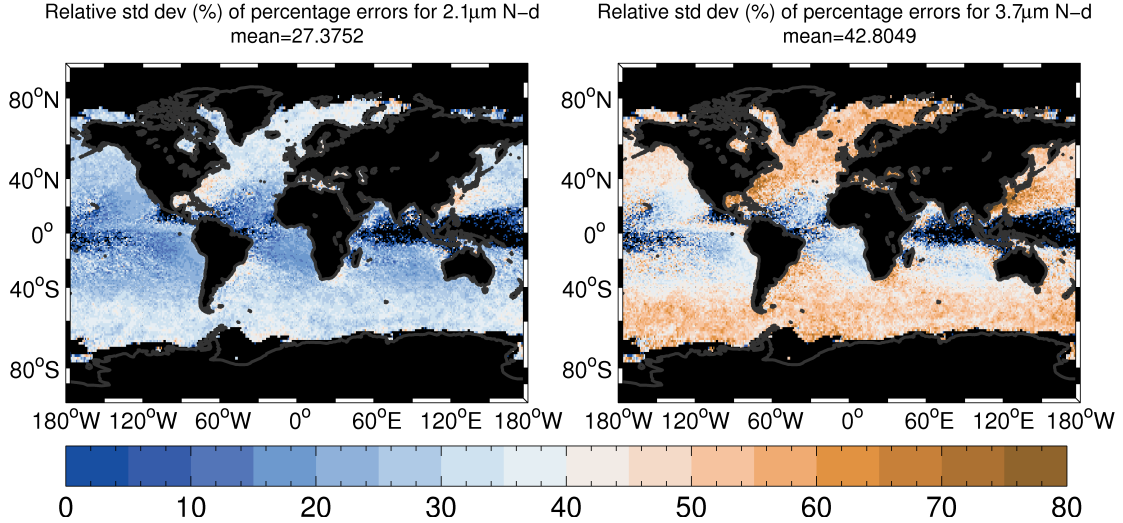 Relative std dev (%) of percentage errors for 2.1μm N−d
mean=27.3752
80°N
40°N
0°
40°S
80°S
180°W 120°W 60°W 0° 60°E 120°E 180°W
Relative std dev (%) of percentage errors for 3.7μm N−d
mean=42.8049
80°N
40°N
0°
40°S
80°S
180°W 120°W 60°W 0° 60°E 120°E 180°W
0 10 20 30 40 50 60 70 80